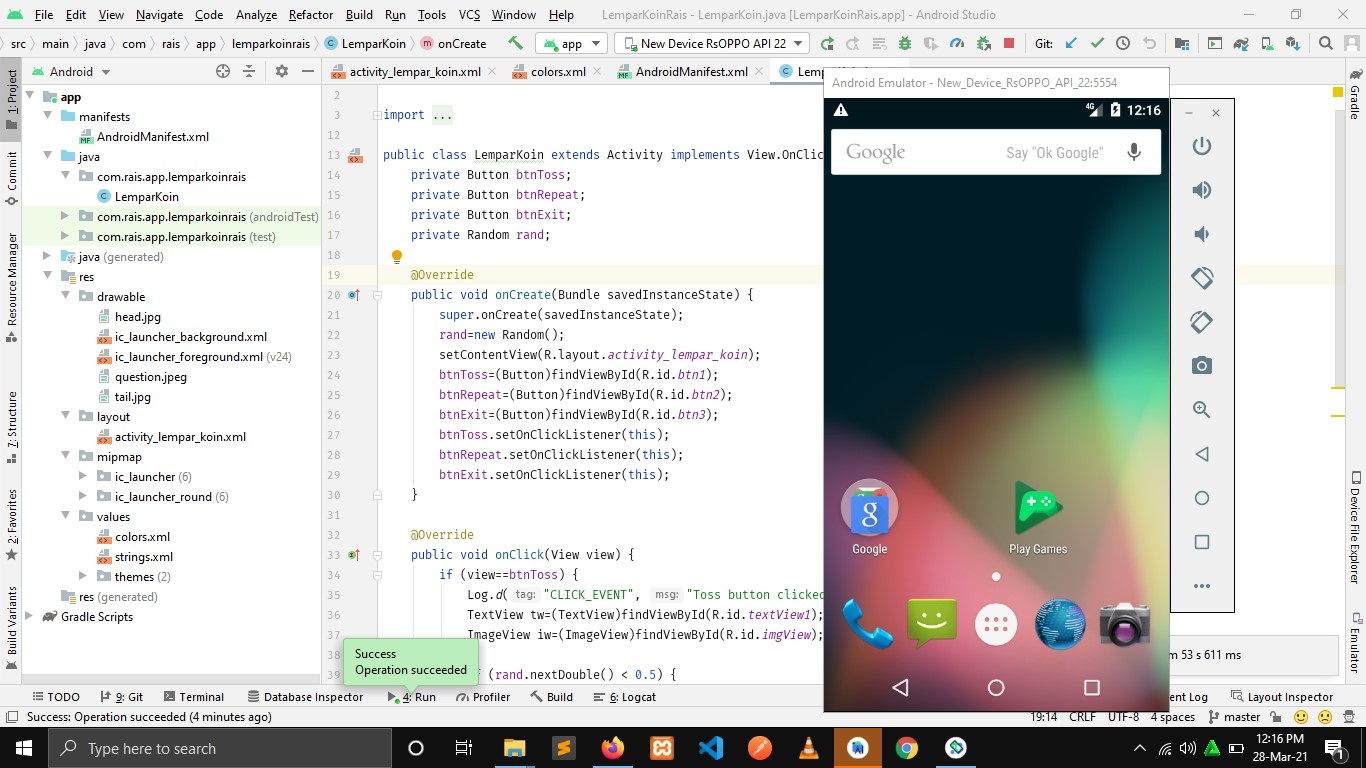 File Edit View Navigate Code Analyze Refactor Build Run Tools VCS Window Help LemparKoinRais - LemparKoin.java [LemparKoinRais.app] - Android Studio
src main java com rais app lemparkoinrais LemparKoin onCreate app New Device RsOPPO API 22 Git:
1: Project
Commit
Resource Manager
7: Structure
2: Favorites
Build Variants
Android
app
manifests
AndroidManifest.xml
java
com.rais.app.lemparkoinrais
LemparKoin
com.rais.app.lemparkoinrais (androidTest)
com.rais.app.lemparkoinrais (test)
java (generated)
res
drawable
head.jpg
ic_launcher_background.xml
ic_launcher_foreground.xml (v24)
question.jpeg
tail.jpg
layout
activity_lempar_koin.xml
mipmap
ic_launcher (6)
ic_launcher_round (6)
values
colors.xml
strings.xml
themes (2)
res (generated)
Gradle Scripts
activity_lempar_koin.xml colors.xml AndroidManifest.xml
2
3 import ...
12
13 public class LemparKoin extends Activity implements View.OnClic
14 private Button btnToss;
15 private Button btnRepeat;
16 private Button btnExit;
17 private Random rand;
18
19 @Override
20 public void onCreate(Bundle savedInstanceState) {
21 super.onCreate(savedInstanceState);
22 rand=new Random();
23 setContentView(R.layout.activity_lempar_koin);
24 btnToss=(Button)findViewById(R.id.btn1);
25 btnRepeat=(Button)findViewById(R.id.btn2);
26 btnExit=(Button)findViewById(R.id.btn3);
27 btnToss.setOnClickListener(this);
28 btnRepeat.setOnClickListener(this);
29 btnExit.setOnClickListener(this);
30 }
31
32 @Override
33 public void onClick(View view) {
34 if (view==btnToss) {
35 Log.d( tag: "CLICK_EVENT", msg: "Toss button clicked
36 TextView tw=(TextView)findViewById(R.id.textView1);
37 ImageView iw=(ImageView)findViewById(R.id.imgView);
38
39 (rand.nextDouble() < 0.5) {
Success
Operation succeeded
Android Emulator - New_Device_RsOPPO_API_22:5554
4G 12:16
Google Say "Ok Google"
Google Play Games
Gradle
Device File Explorer
Emulator
m 53 s 611 ms
TODO 9: Git Terminal Database Inspector 4: Run Profiler Build 6: Logcat nt Log Layout Inspector
Success: Operation succeeded (4 minutes ago) 19:14 CRLF UTF-8 4 spaces master
Type here to search
12:16 PM
28-Mar-21
1